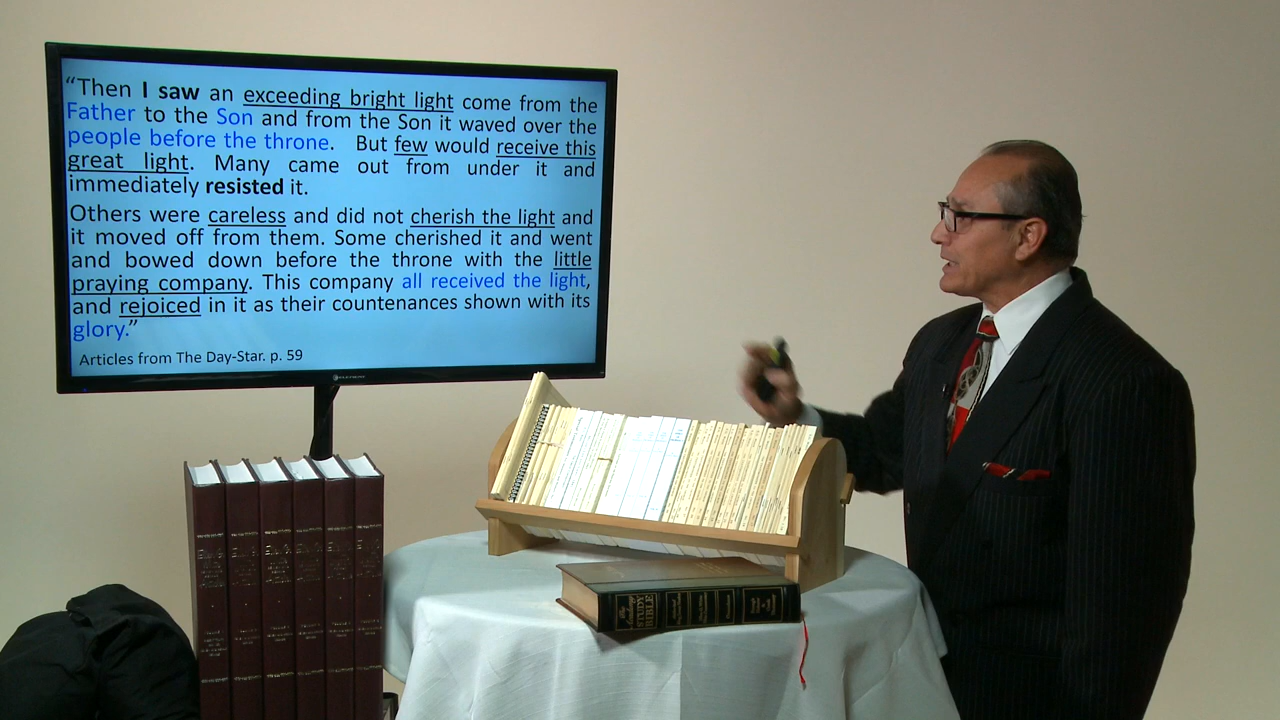 “Then I saw an exceeding bright light come from the
Father to the Son and from the Son it waved over the
people before the throne. But few would receive this
great light. Many came out from under it and
immediately resisted it.
Others were careless and did not cherish the light and
it moved off from them. Some cherished it and went
and bowed down before the throne with the little
praying company. This company all received the light,
and rejoiced in it as their countenances shown with its
glory.”
Articles from The Day-Star. p. 59
STUDY
BIBLE